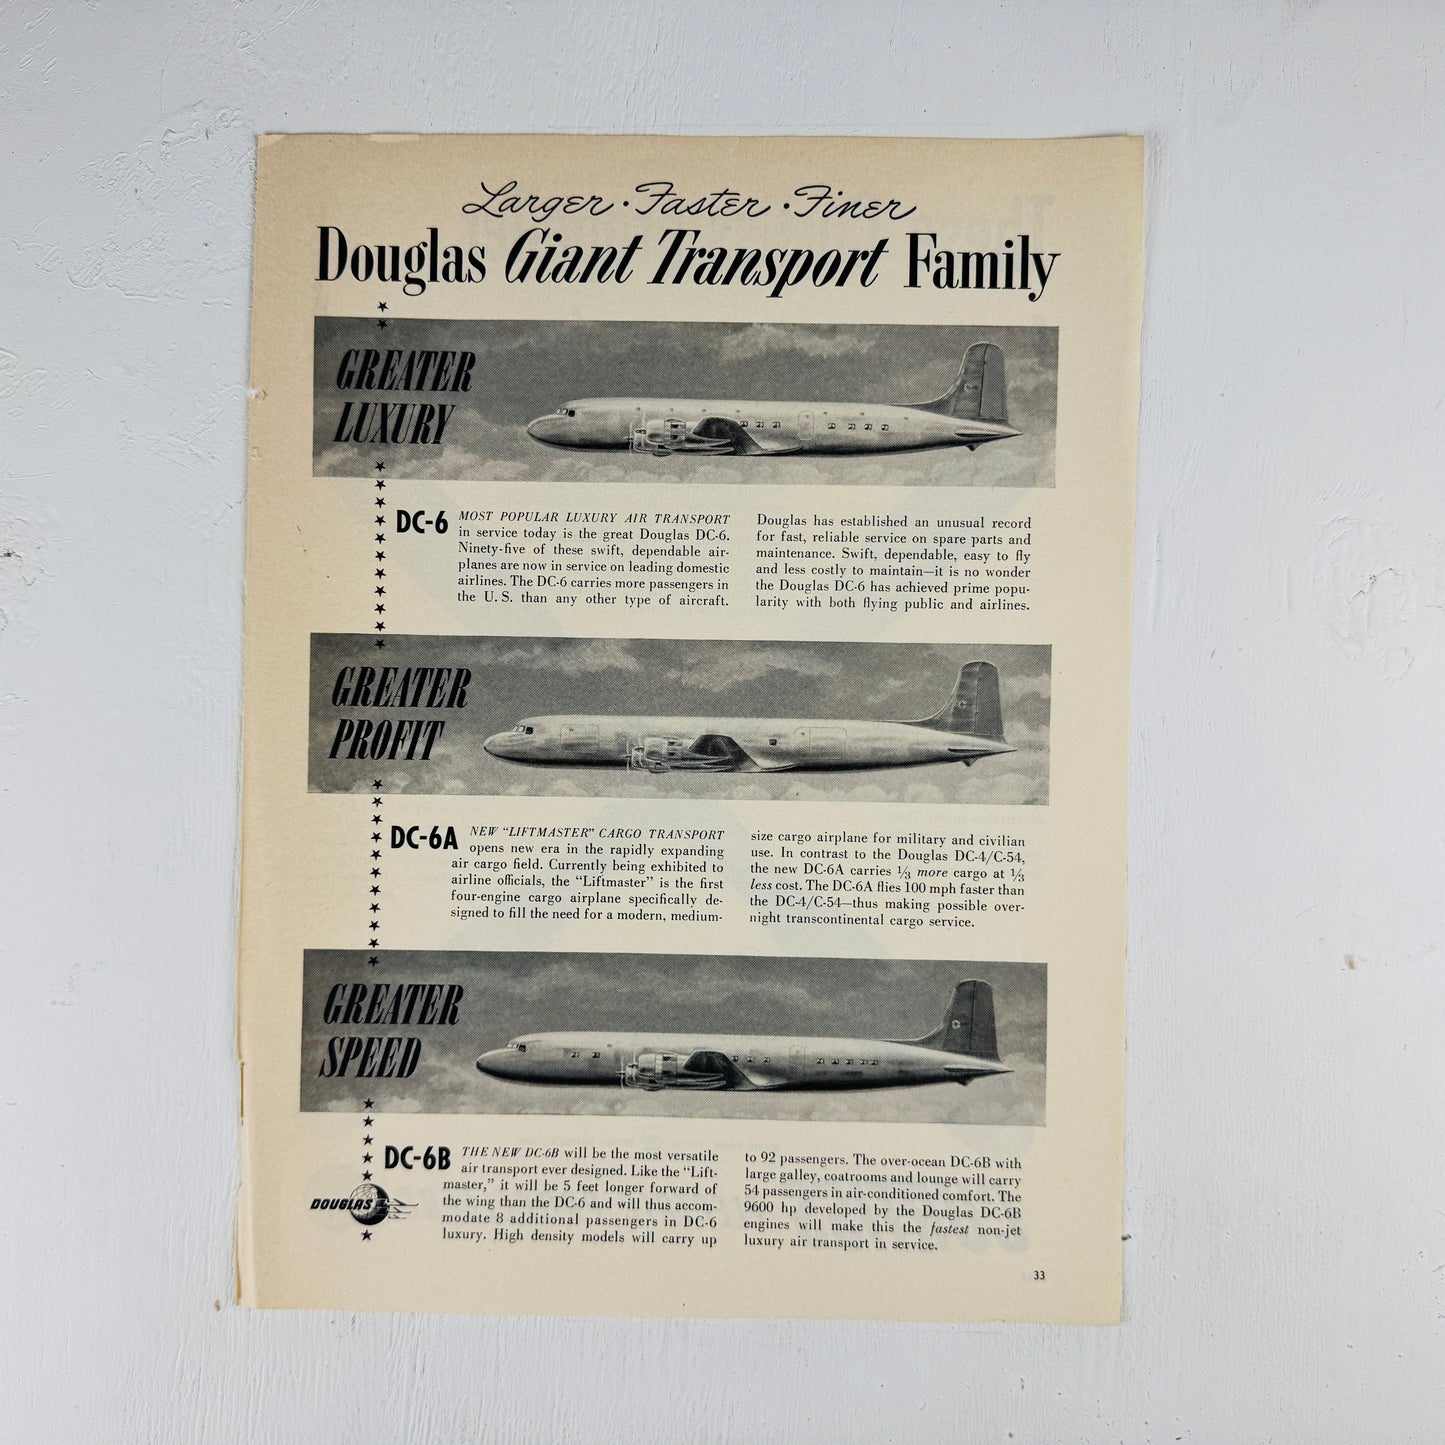 Larger · Faster · Finer
Douglas Giant Transport Family
GREATER
LUXURY
DC-6 MOST POPULAR LUXURY AIR TRANSPORT
in service today is the great Douglas DC-6.
Ninety-five of these swift, dependable air-
planes are now in service on leading domestic
airlines. The DC-6 carries more passengers in
the U. S. than any other type of aircraft.
Douglas has established an unusual record
for fast, reliable service on spare parts and
maintenance. Swift, dependable, easy to fly
and less costly to maintain—it is no wonder
the Douglas DC-6 has achieved prime popu-
larity with both flying public and airlines.
GREATER
PROFIT
DC-6A NEW "LIFTMASTER" CARGO TRANSPORT
opens new era in the rapidly expanding
air cargo field. Currently being exhibited to
airline officials, the "Liftmaster" is the first
four-engine cargo airplane specifically de-
signed to fill the need for a modern, medium-
size cargo airplane for military and civilian
use. In contrast to the Douglas DC-4/C-54,
the new DC-6A carries ⅓ more cargo at ⅓
less cost. The DC-6A flies 100 mph faster than
the DC-4/C-54—thus making possible over-
night transcontinental cargo service.
GREATER
SPEED
DC-6B THE NEW DC-6B will be the most versatile
air transport ever designed. Like the "Lift-
master," it will be 5 feet longer forward of
the wing than the DC-6 and will thus accom-
modate 8 additional passengers in DC-6
luxury. High density models will carry up
to 92 passengers. The over-ocean DC-6B with
large galley, coatrooms and lounge will carry
54 passengers in air-conditioned comfort. The
9600 hp developed by the Douglas DC-6B
engines will make this the fastest non-jet
luxury air transport in service.
DOUGLAS
33